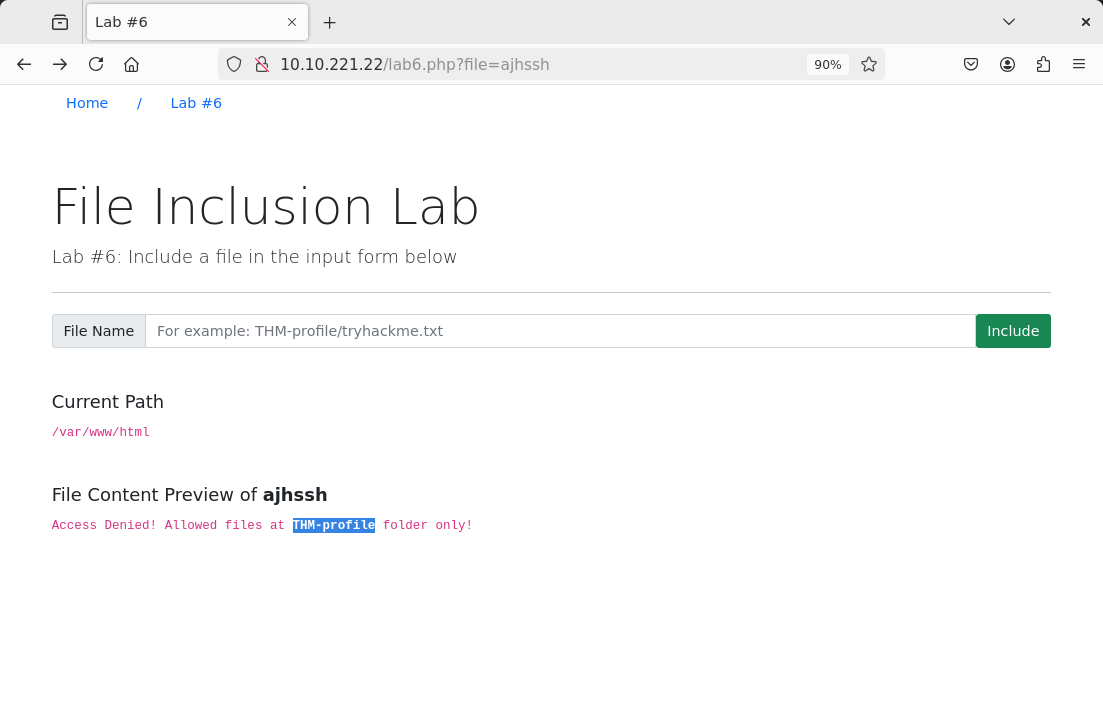 Lab #6
10.10.221.22/lab6.php?file=ajhssh
90%
Home / Lab #6
File Inclusion Lab
Lab #6: Include a file in the input form below
File Name For example: THM-profile/tryhackme.txt Include
Current Path
/var/www/html
File Content Preview of ajhssh
Access Denied! Allowed files at THM-profile folder only!